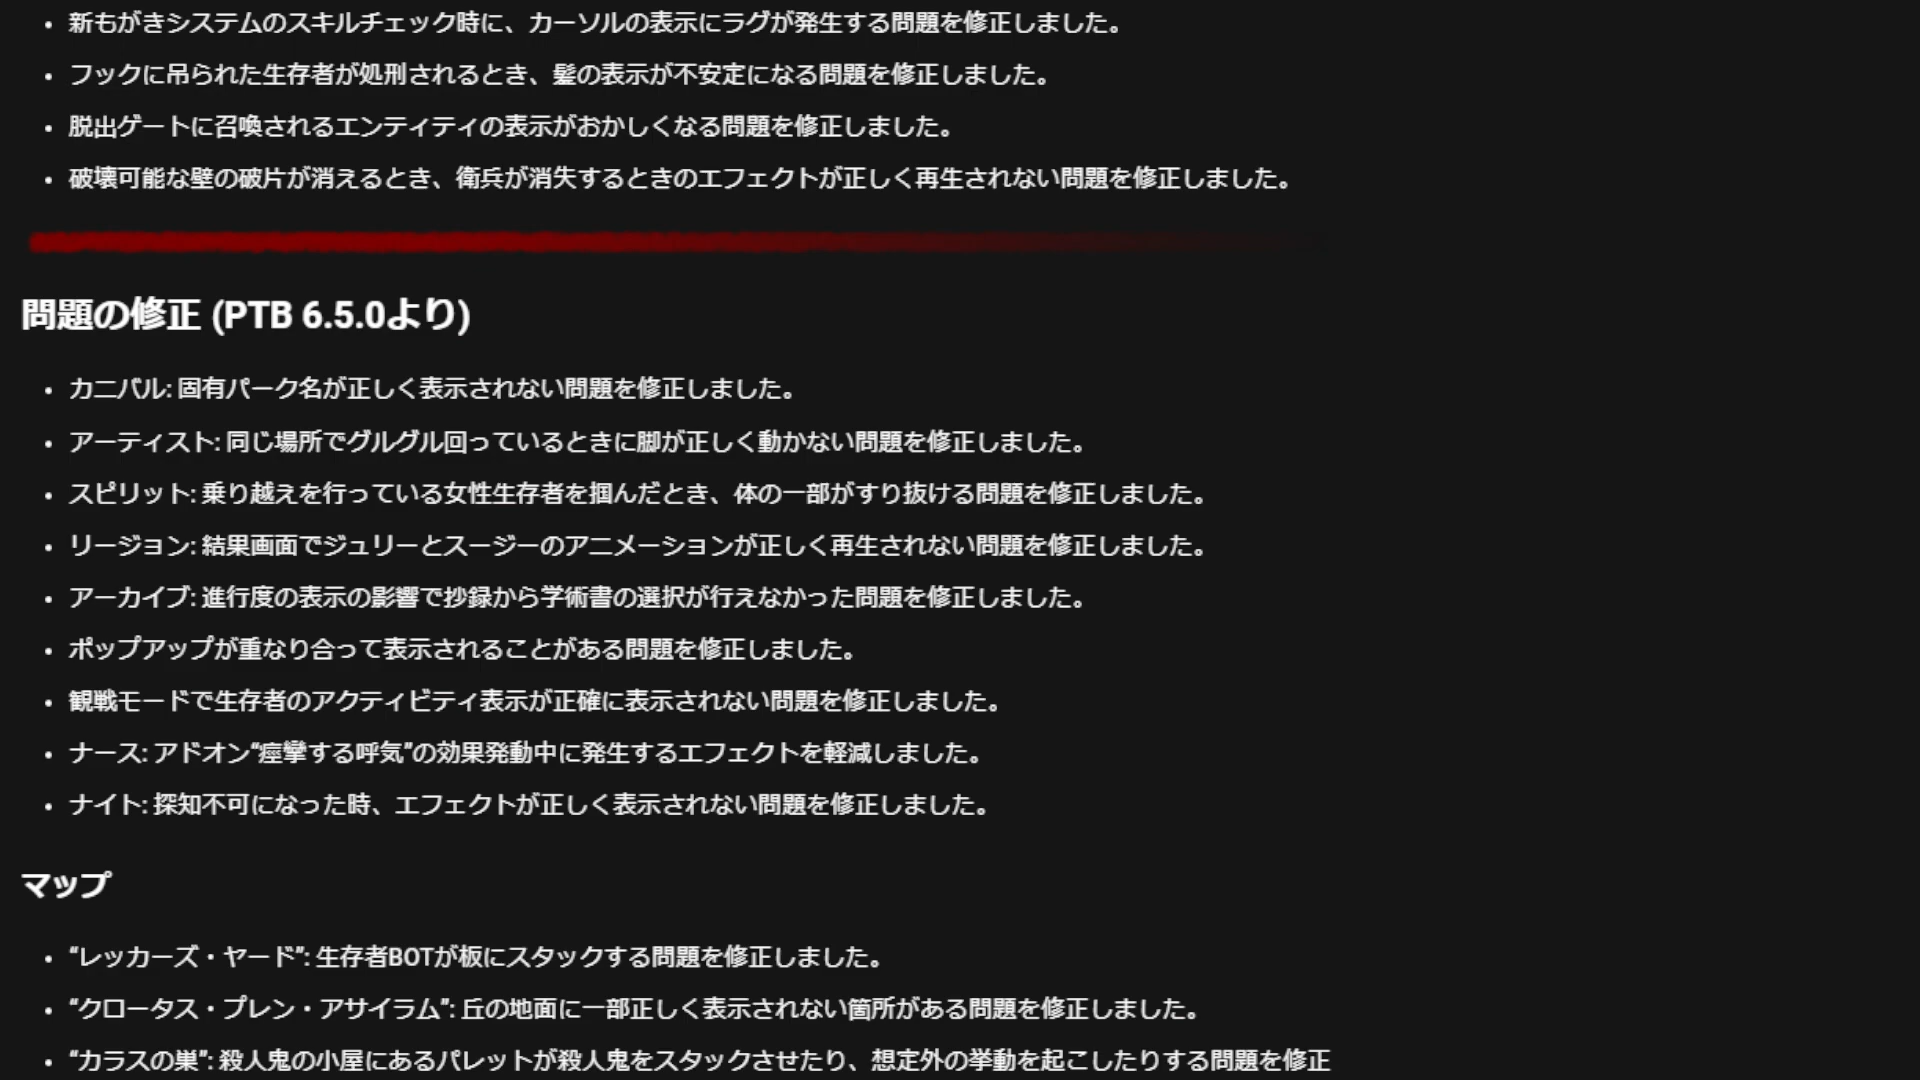 ・新もがきシステムのスキルチェック時に、カーソルの表示にラグが発生する問題を修正しました。
・フックに吊られた生存者が処刑されるとき、髪の表示が不安定になる問題を修正しました。
・脱出ゲートに召喚されるエンティティの表示がおかしくなる問題を修正しました。
・破壊可能な壁の破片が消えるとき、衛兵が消失するときのエフェクトが正しく再生されない問題を修正しました。
問題の修正 (PTB 6.5.0より)
・カニバル: 固有パーク名が正しく表示されない問題を修正しました。
・アーティスト: 同じ場所でグルグル回っているときに脚が正しく動かない問題を修正しました。
・スピリット: 乗り越えを行っている女性生存者を掴んだとき、体の一部がすり抜ける問題を修正しました。
・リージョン: 結果画面でジュリーとスージーのアニメーションが正しく再生されない問題を修正しました。
・アーカイブ: 進行度の表示の影響で抄録から学術書の選択が行えなかった問題を修正しました。
・ポップアップが重なり合って表示されることがある問題を修正しました。
・観戦モードで生存者のアクティビティ表示が正確に表示されない問題を修正しました。
・ナース: アドオン“痙攣する呼気”の効果発動中に発生するエフェクトを軽減しました。
・ナイト: 探知不可になった時、エフェクトが正しく表示されない問題を修正しました。
マップ
・“レッカーズ・ヤード”: 生存者BOTが板にスタックする問題を修正しました。
・“クロータス・プレン・アサイラム”: 丘の地面に一部正しく表示されない箇所がある問題を修正しました。
・“カラスの巣”: 殺人鬼の小屋にあるパレットが殺人鬼をスタックさせたり、想定外の挙動を起こしたりする問題を修正